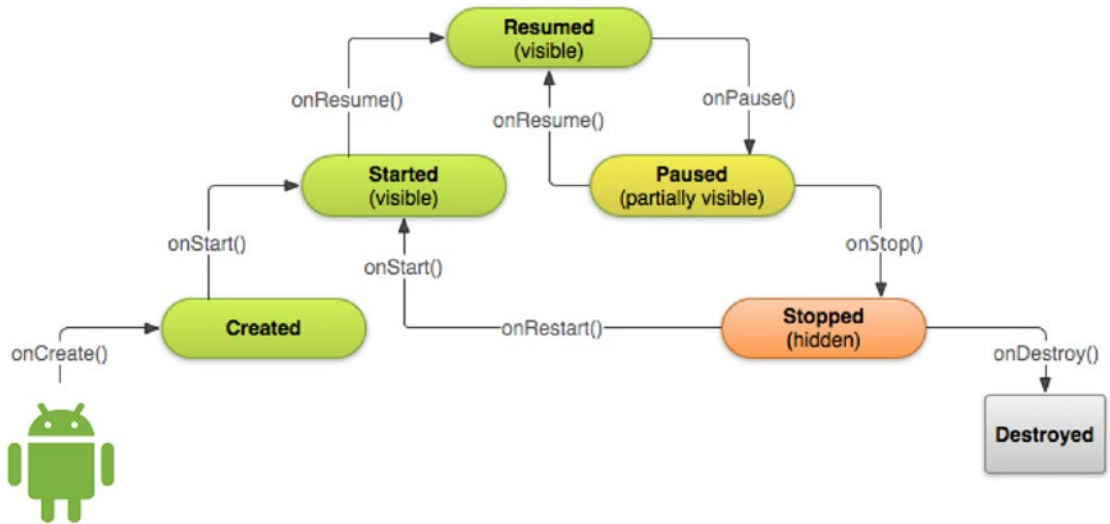 Resumed
(visible)
onResume()
onResume()
onPause()
Started
(visible)
Paused
(partially visible)
onStart()
onStart()
onStop()
Created
onRestart()
Stopped
(hidden)
onCreate()
onDestroy()
Destroyed